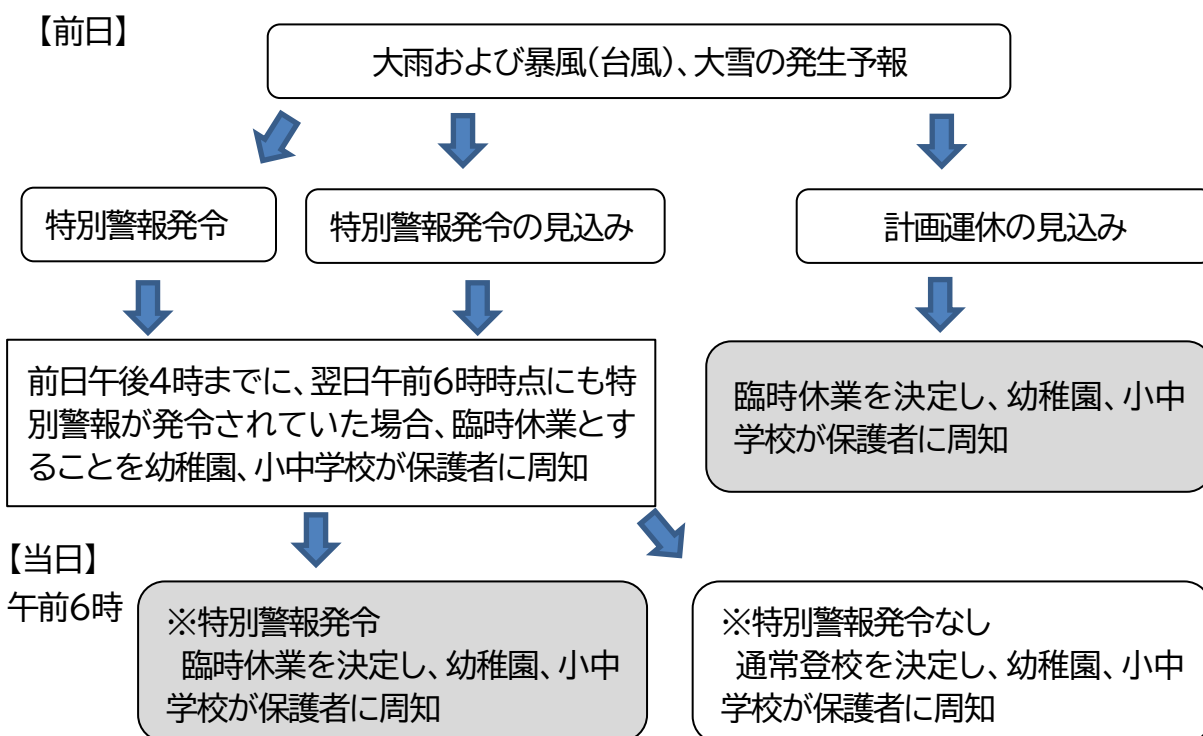 【前日】
大雨および暴風(台風)、大雪の発生予報
特別警報発令
特別警報発令の見込み
計画運休の見込み
前日午後4時までに、翌日午前6時時点にも特
別警報が発令されていた場合、臨時休業とす
ることを幼稚園、小中学校が保護者に周知
臨時休業を決定し、幼稚園、小中
学校が保護者に周知
【当日】
午前6時
※特別警報発令
臨時休業を決定し、幼稚園、小中
学校が保護者に周知
※特別警報発令なし
通常登校を決定し、幼稚園、小中
学校が保護者に周知